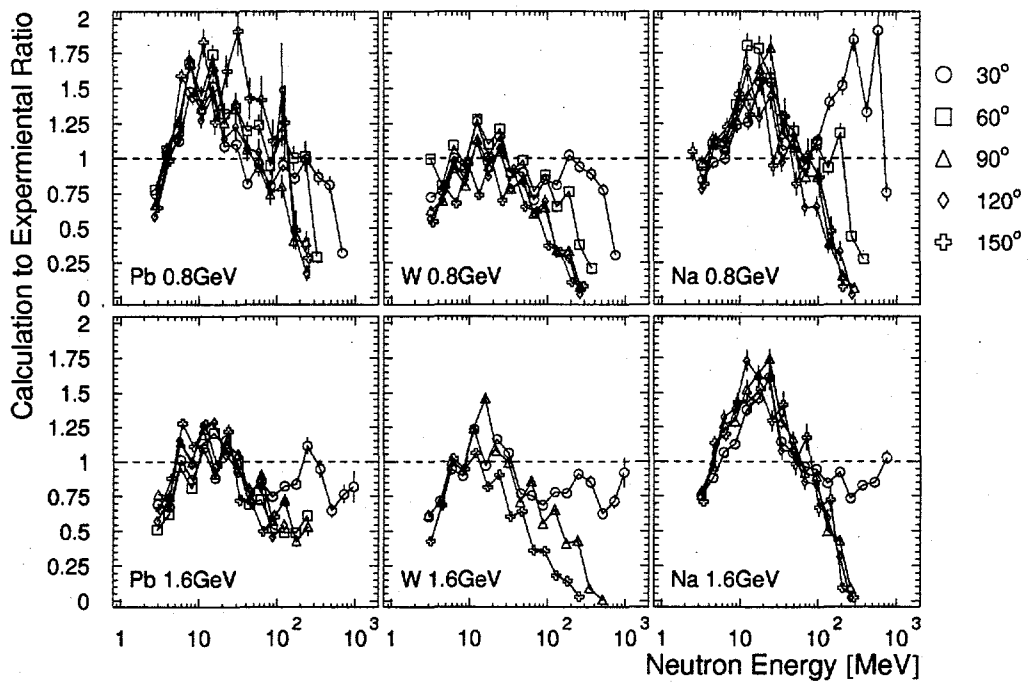 Calculation to Experimiental Ratio
2
1.75
1.5
1.25
1
0.75
0.5
0.25
0
Pb 0.8GeV
W 0.8GeV
Na 0.8GeV
30°
60°
90°
120°
150°
2
1.75
1.5
1.25
1
0.75
0.5
0.25
0
Pb 1.6GeV
W 1.6GeV
Na 1.6GeV
1 10 10² 10³
1 10 10² 10³
1 10 10² 10³
Neutron Energy [MeV]